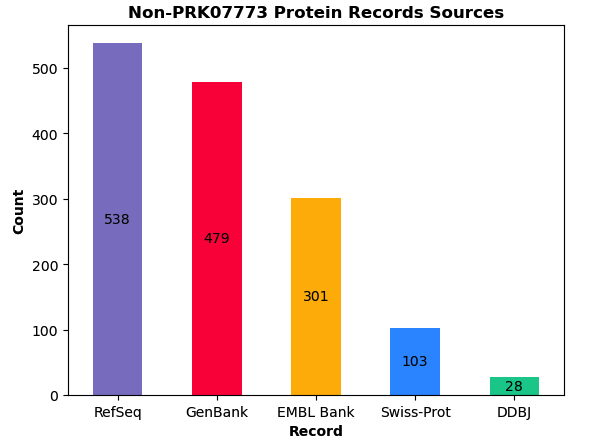 Non-PRK07773 Protein Records Sources
Count
500
400
300
200
100
0
538
479
301
103
28
RefSeq GenBank EMBL Bank Swiss-Prot DDBJ
Record